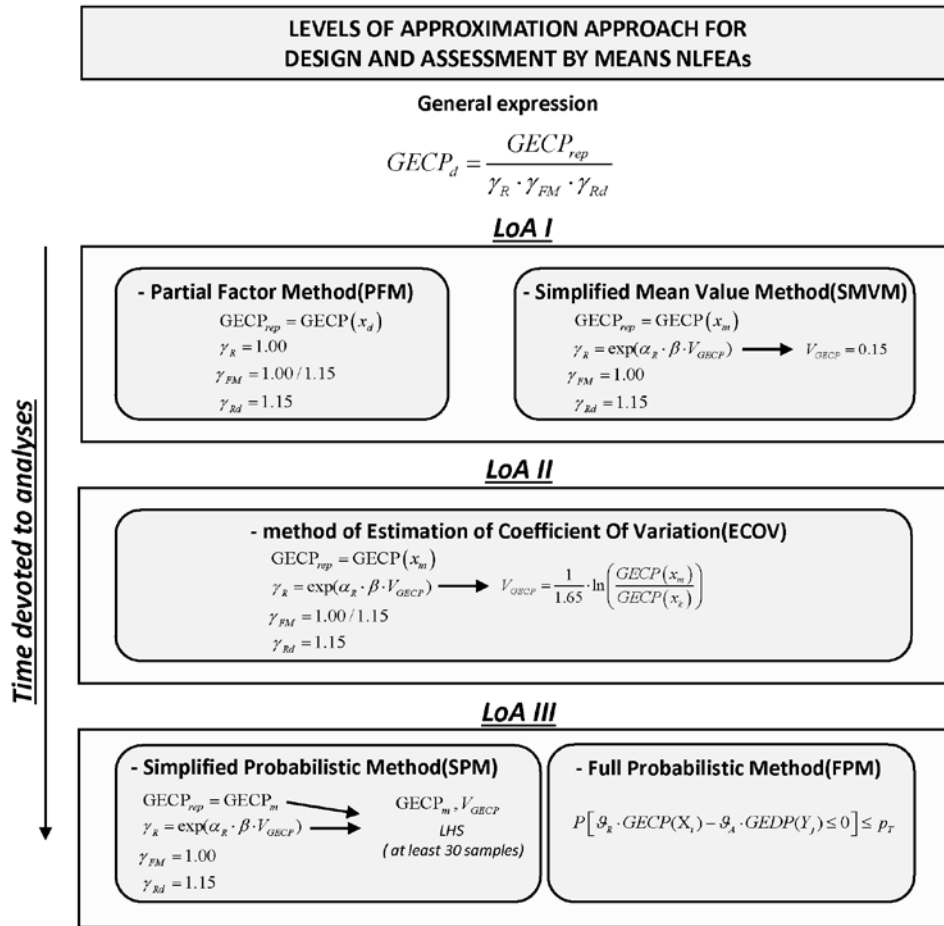 LEVELS OF APPROXIMATION APPROACH FOR
DESIGN AND ASSESSMENT BY MEANS NLFEAs
General expression
GECP_d = GECP_rep / (γ_R · γ_FM · γ_Rd)
Time devoted to analyses
LoA I
- Partial Factor Method(PFM)
GECP_rep = GECP(x_d)
γ_R = 1.00
γ_FM = 1.00 / 1.15
γ_Rd = 1.15
- Simplified Mean Value Method(SMVM)
GECP_rep = GECP(x_m)
γ_R = exp(α_R · β · V_GECP) → V_GECP = 0.15
γ_FM = 1.00
γ_Rd = 1.15
LoA II
- method of Estimation of Coefficient Of Variation(ECOV)
GECP_rep = GECP(x_m)
γ_R = exp(α_R · β · V_GECP) → V_GECP = 1/1.65 · ln(GECP(x_m)/GECP(x_k))
γ_FM = 1.00 / 1.15
γ_Rd = 1.15
LoA III
- Simplified Probabilistic Method(SPM)
GECP_rep = GECP_m → GECP_m, V_GECP
γ_R = exp(α_R · β · V_GECP) → LHS
( at least 30 samples)
γ_FM = 1.00
γ_Rd = 1.15
- Full Probabilistic Method(FPM)
P[ϑ_R · GECP(X_i) − ϑ_A · GEDP(Y_j) ≤ 0] ≤ p_T